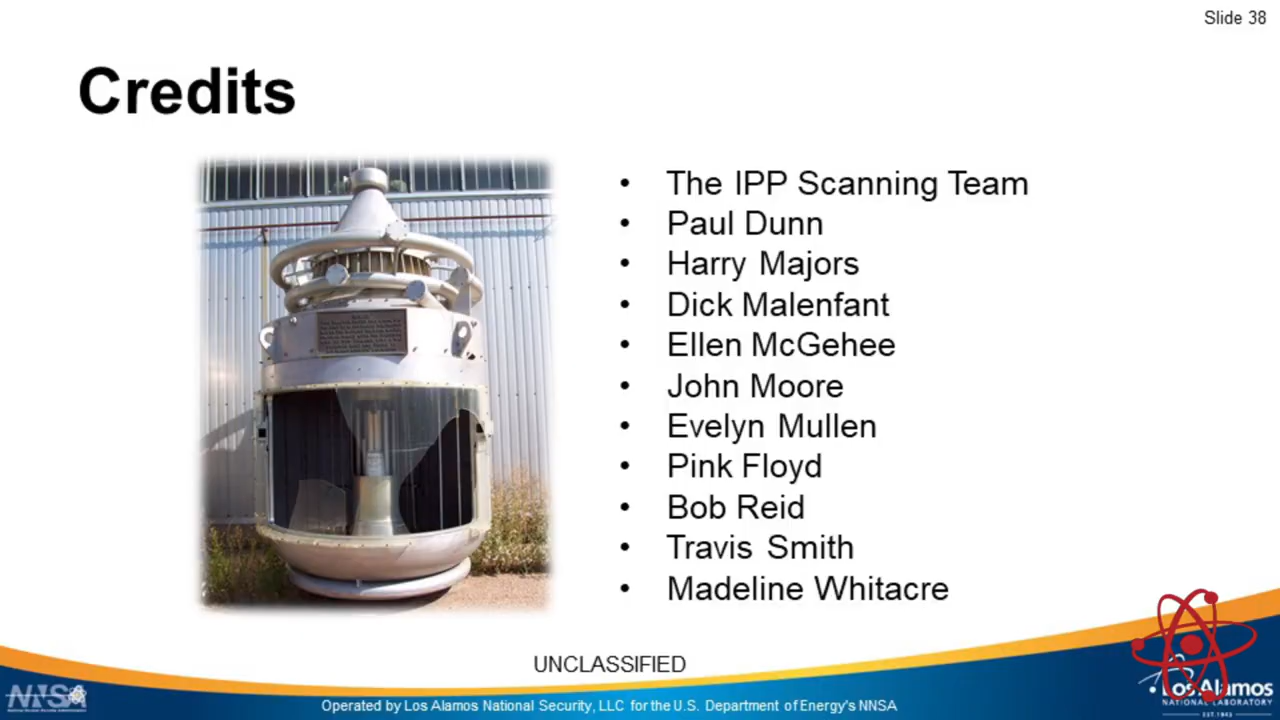 Slide 38
Credits
• The IPP Scanning Team
• Paul Dunn
• Harry Majors
• Dick Malenfant
• Ellen McGehee
• John Moore
• Evelyn Mullen
• Pink Floyd
• Bob Reid
• Travis Smith
• Madeline Whitacre
UNCLASSIFIED
NNSA
Operated by Los Alamos National Security, LLC for the U.S. Department of Energy's NNSA
Los Alamos
NATIONAL LABORATORY
EST. 1943